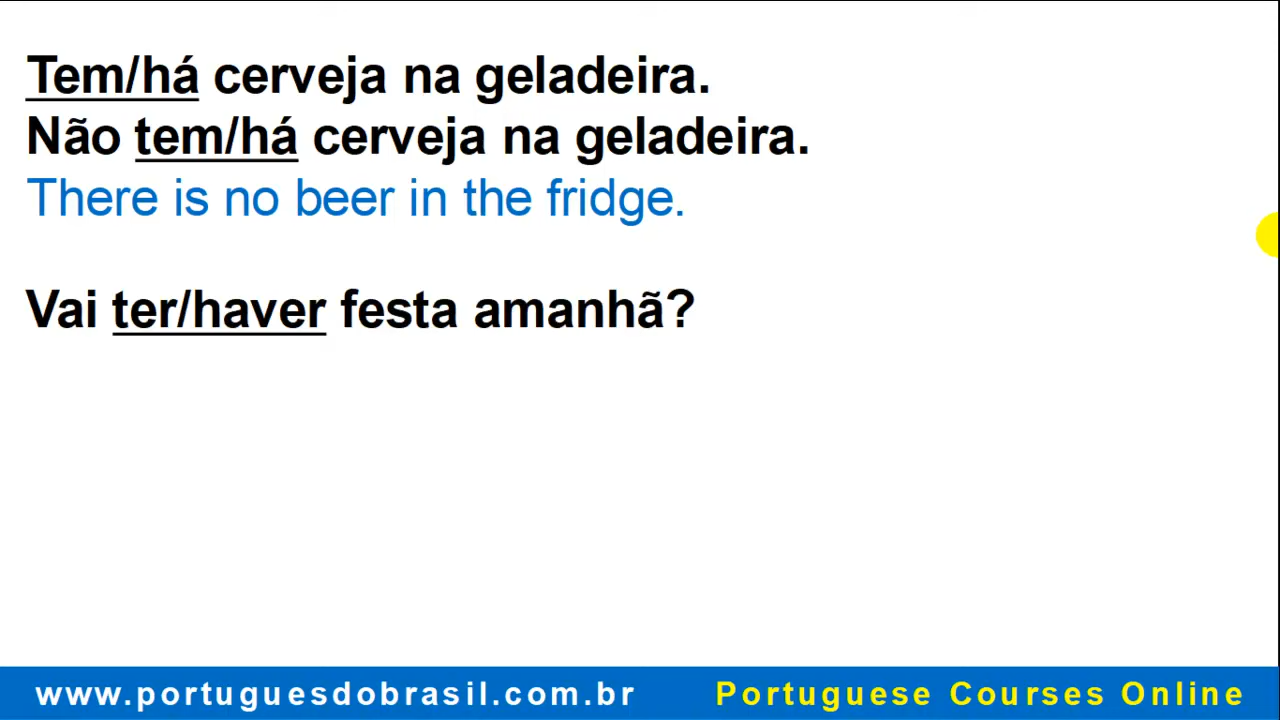 Tem/há cerveja na geladeira.
Não tem/há cerveja na geladeira.
There is no beer in the fridge.
Vai ter/haver festa amanhã?
www.portuguesdobrasil.com.br Portuguese Courses Online